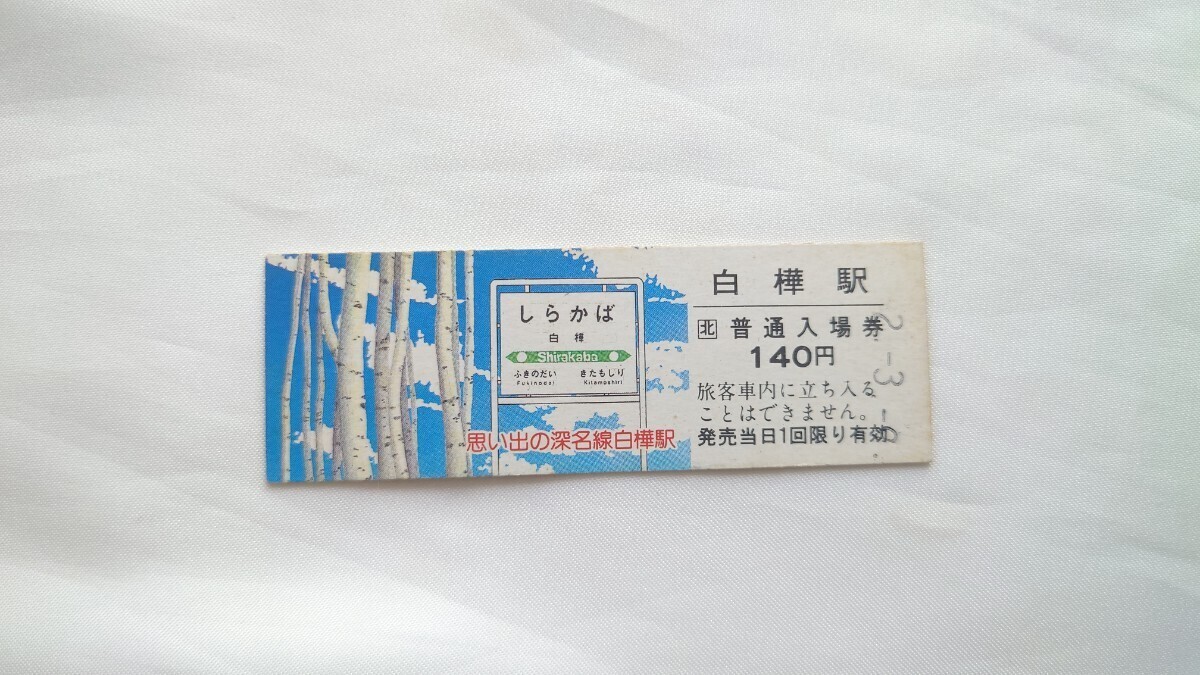 しらかば
白樺
Shirakaba
ふきのだい きたもしり
Fukinodai Kitamoshiri
思い出の深名線白樺駅
白樺駅
北 普通入場券
140円
旅客車内に立ち入る
ことはできません。
発売当日1回限り有効